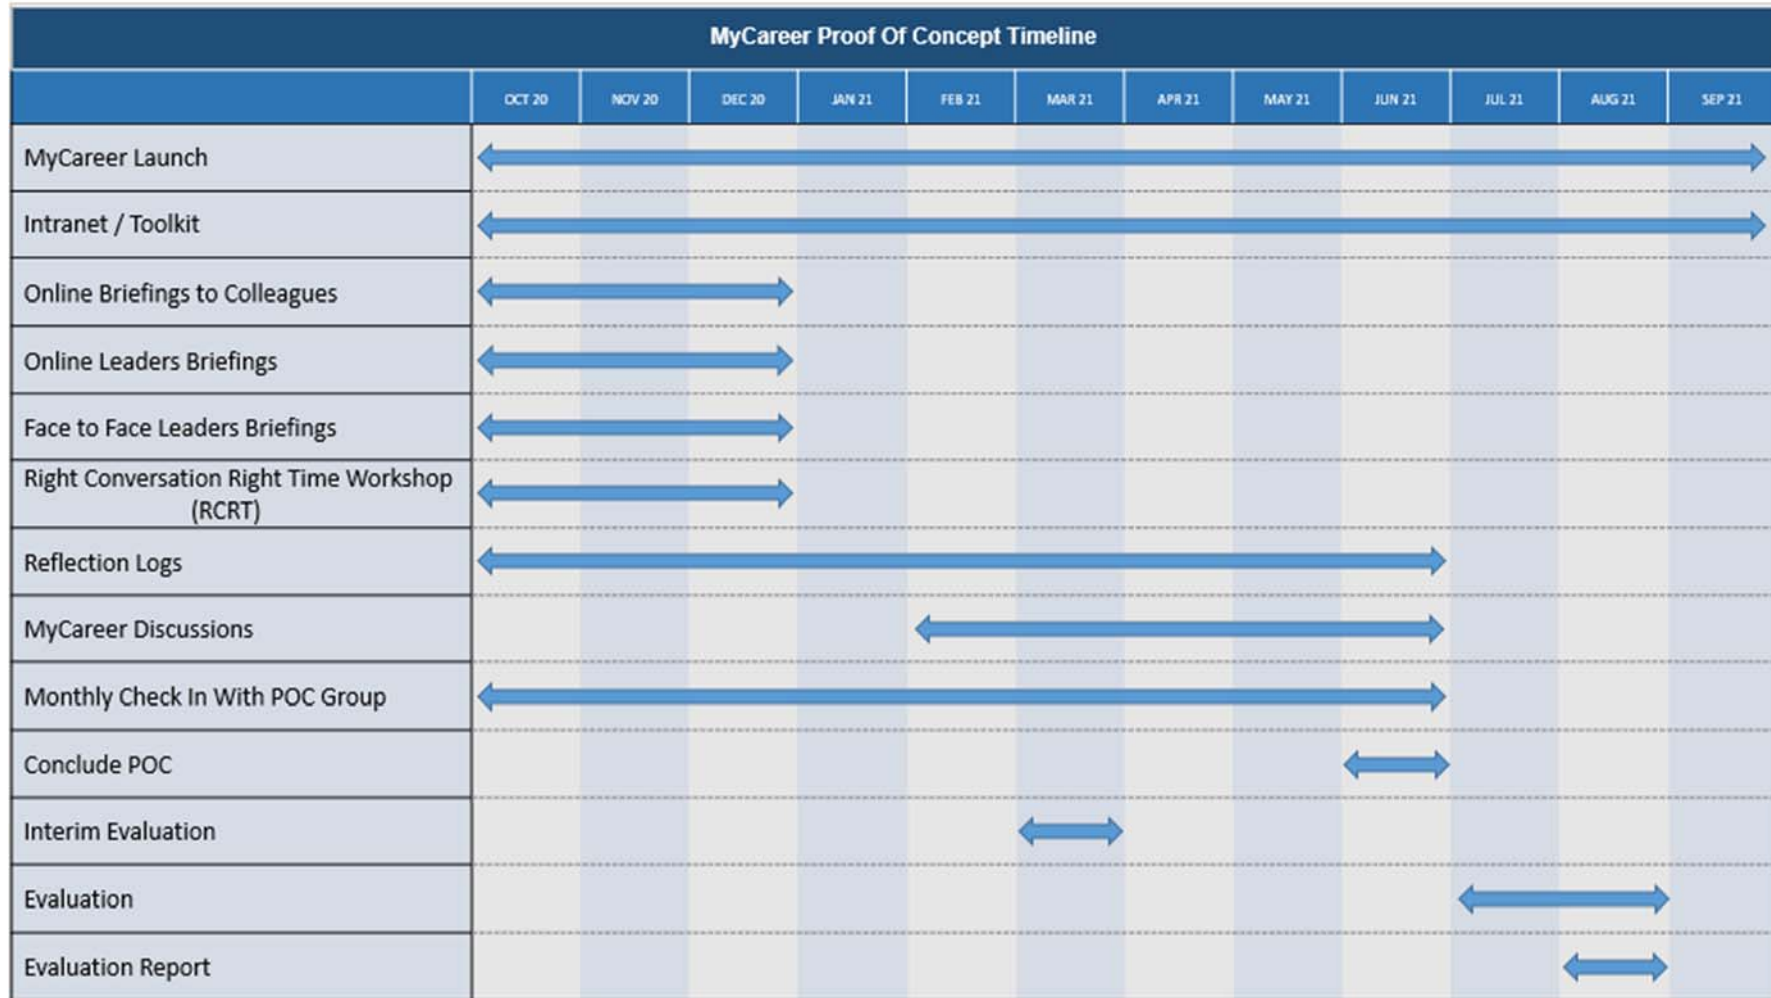 MyCareer Proof Of Concept Timeline
OCT 20 NOV 20 DEC 20 JAN 21 FEB 21 MAR 21 APR 21 MAY 21 JUN 21 JUL 21 AUG 21 SEP 21
MyCareer Launch
Intranet / Toolkit
Online Briefings to Colleagues
Online Leaders Briefings
Face to Face Leaders Briefings
Right Conversation Right Time Workshop
(RCRT)
Reflection Logs
MyCareer Discussions
Monthly Check In With POC Group
Conclude POC
Interim Evaluation
Evaluation
Evaluation Report